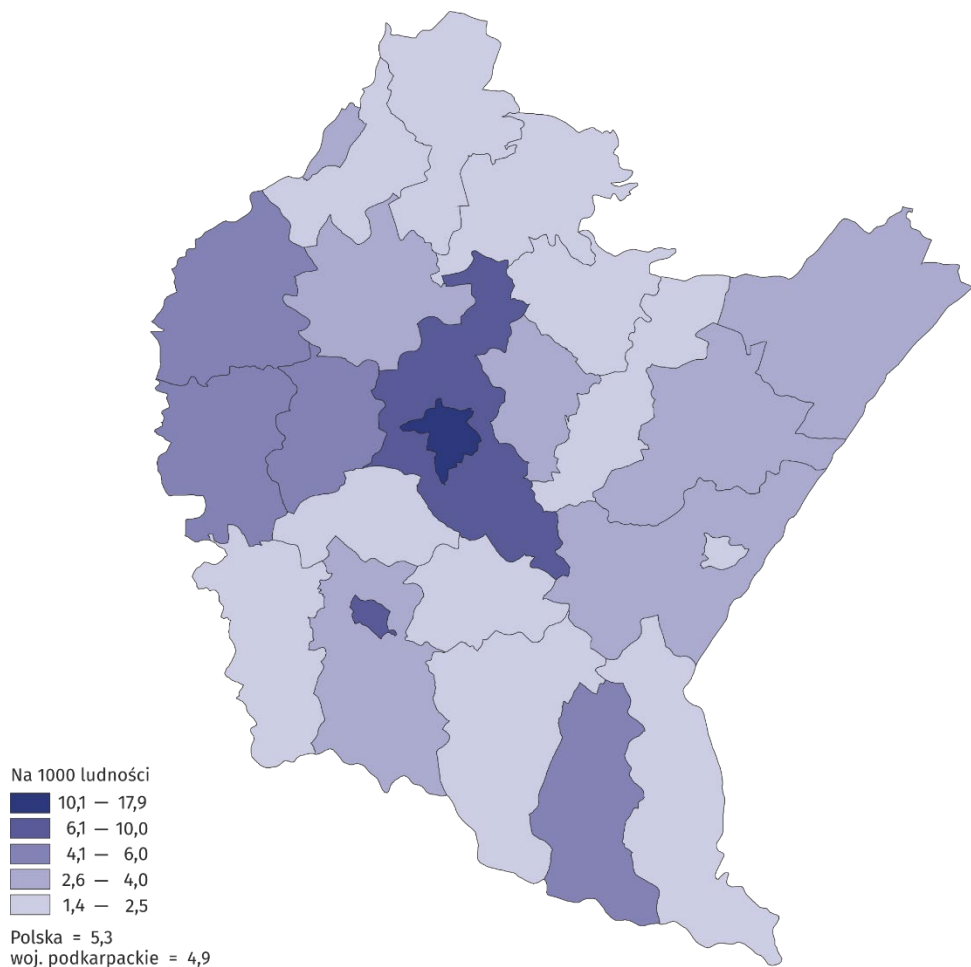 Na 1000 ludności
10,1 — 17,9
6,1 — 10,0
4,1 — 6,0
2,6 — 4,0
1,4 — 2,5
Polska = 5,3
woj. podkarpackie = 4,9